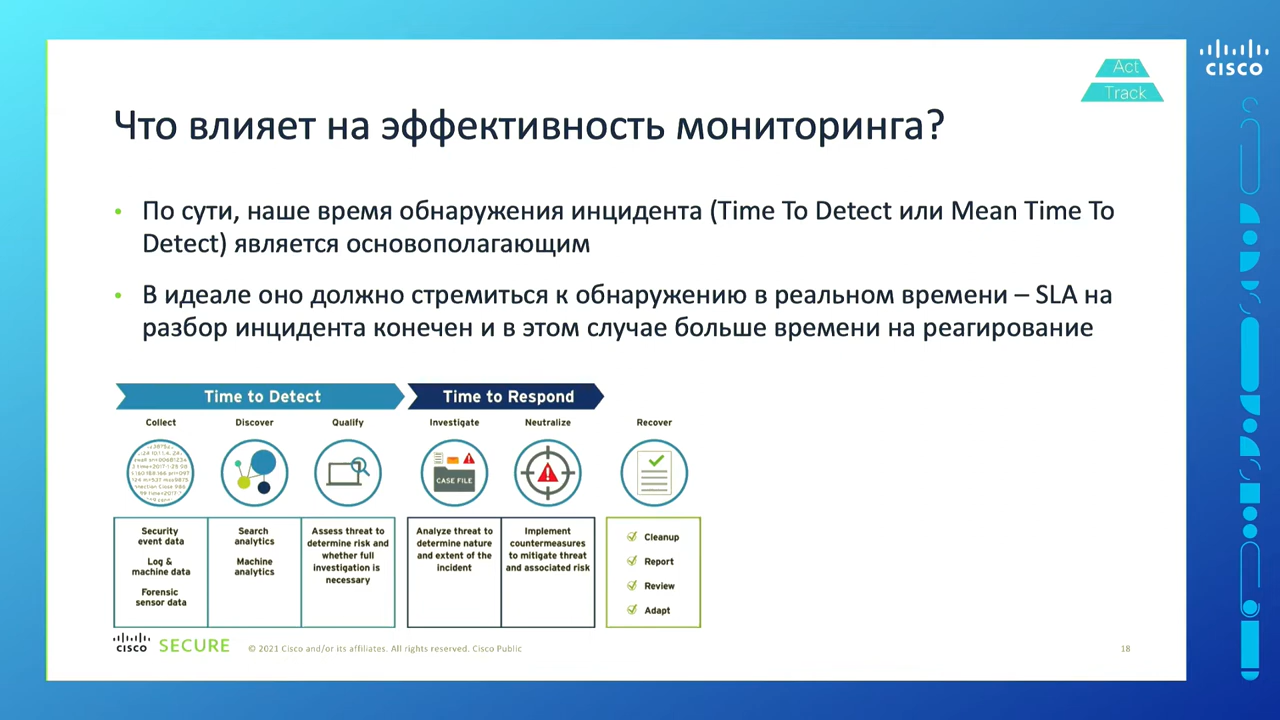 Act
Track
CISCO
Что влияет на эффективность мониторинга?
• По сути, наше время обнаружения инцидента (Time To Detect или Mean Time To
Detect) является основополагающим
• В идеале оно должно стремиться к обнаружению в реальном времени – SLA на
разбор инцидента конечен и в этом случае больше времени на реагирование
Time to Detect
Time to Respond
Collect
Discover
Qualify
Investigate
Neutralize
Recover
CASE FILE
Security
event data
Log &
machine data
Forensic
sensor data
Search
analytics
Machine
analytics
Assess threat to
determine risk and
whether full
investigation is
necessary
Analyze threat to
determine nature
and extent of the
incident
Implement
countermeasures
to mitigate threat
and associated risk
Cleanup
Report
Review
Adapt
CISCO SECURE
© 2021 Cisco and/or its affiliates. All rights reserved. Cisco Public
18